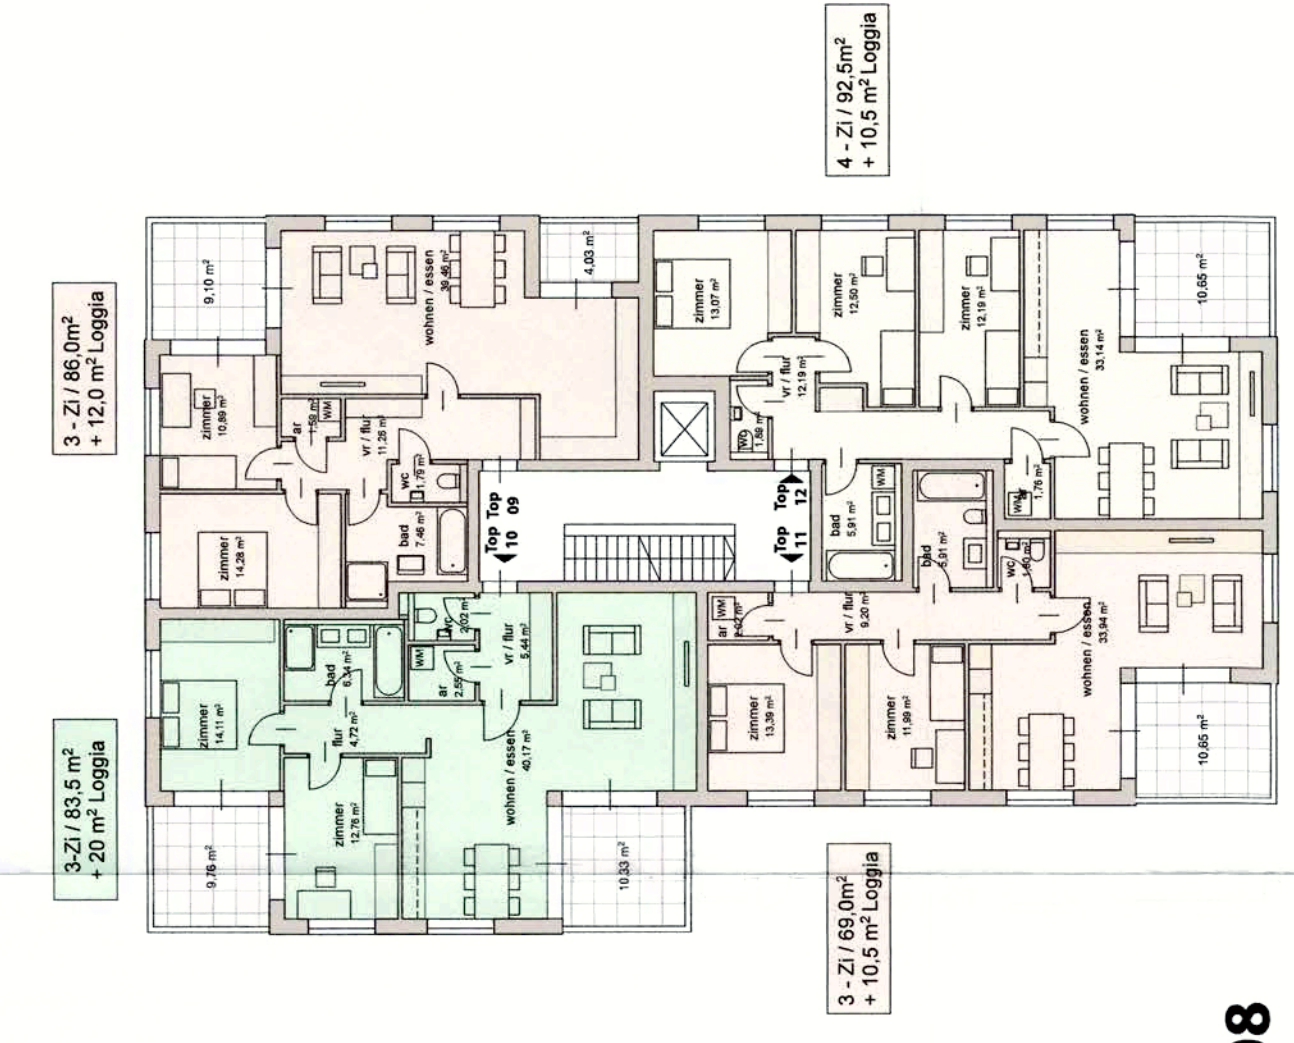 4 - Zi / 92,5m²
+ 10,5 m² Loggia
3 - Zi / 86,0m²
+ 12,0 m² Loggia
3-Zi / 83,5 m²
+ 20 m² Loggia
3 - Zi / 69,0m²
+ 10,5 m² Loggia
9,10 m²
wohnen / essen
39,46 m²
4,03 m²
zimmer
10,89 m²
ar
1,59 m²
WM
vr / flur
11,26 m²
wc
1,79 m²
bad
7,46 m²
zimmer
14,28 m²
Top
09
Top
10
Top
12
Top
11
zimmer
13,07 m²
zimmer
12,50 m²
zimmer
12,19 m²
vr / flur
12,19 m²
wc
1,69 m²
bad
5,91 m²
WM
WM
1,76 m²
wohnen / essen
33,14 m²
10,65 m²
zimmer
14,11 m²
bad
6,34 m²
flur
4,72 m²
wc
2,02 m²
WM
ar
2,55 m²
vr / flur
5,44 m²
zimmer
12,76 m²
wohnen / essen
40,17 m²
9,76 m²
10,33 m²
ar
WM
2,02 m²
vr / flur
9,20 m²
bad
5,91 m²
wc
1,60 m²
zimmer
13,39 m²
zimmer
11,99 m²
wohnen / essen
33,94 m²
10,65 m²
08